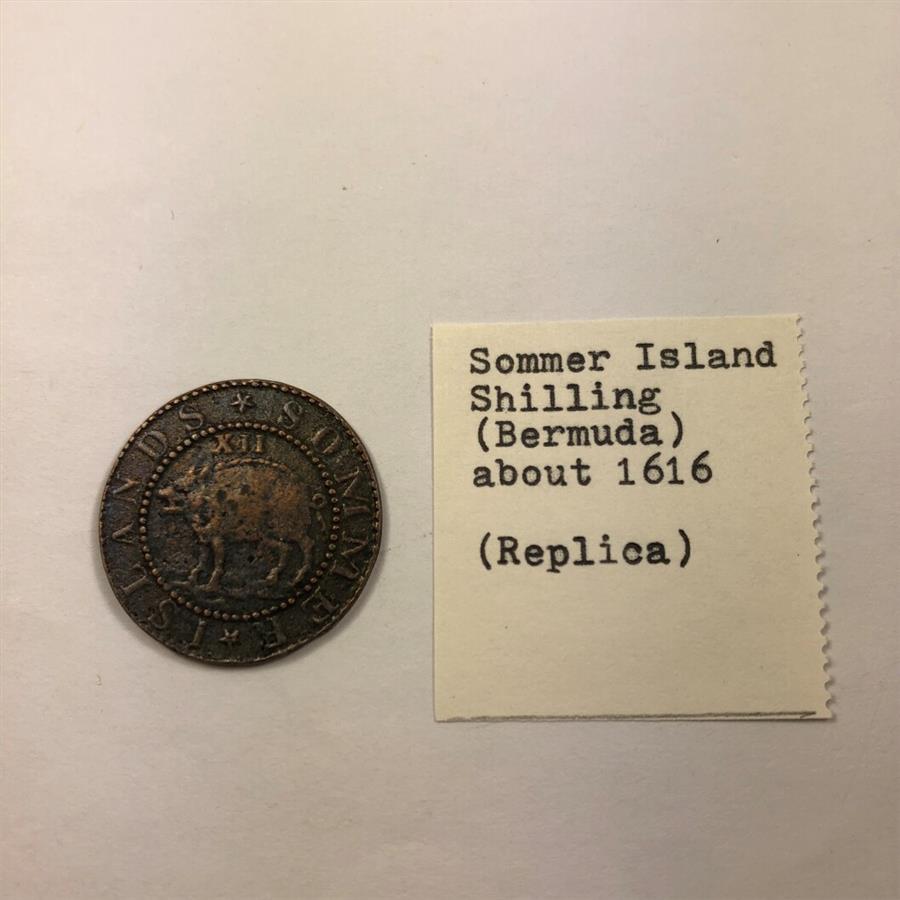 SOMMER ISLANDS
XII
Sommer Island
Shilling
(Bermuda)
about 1616
(Replica)